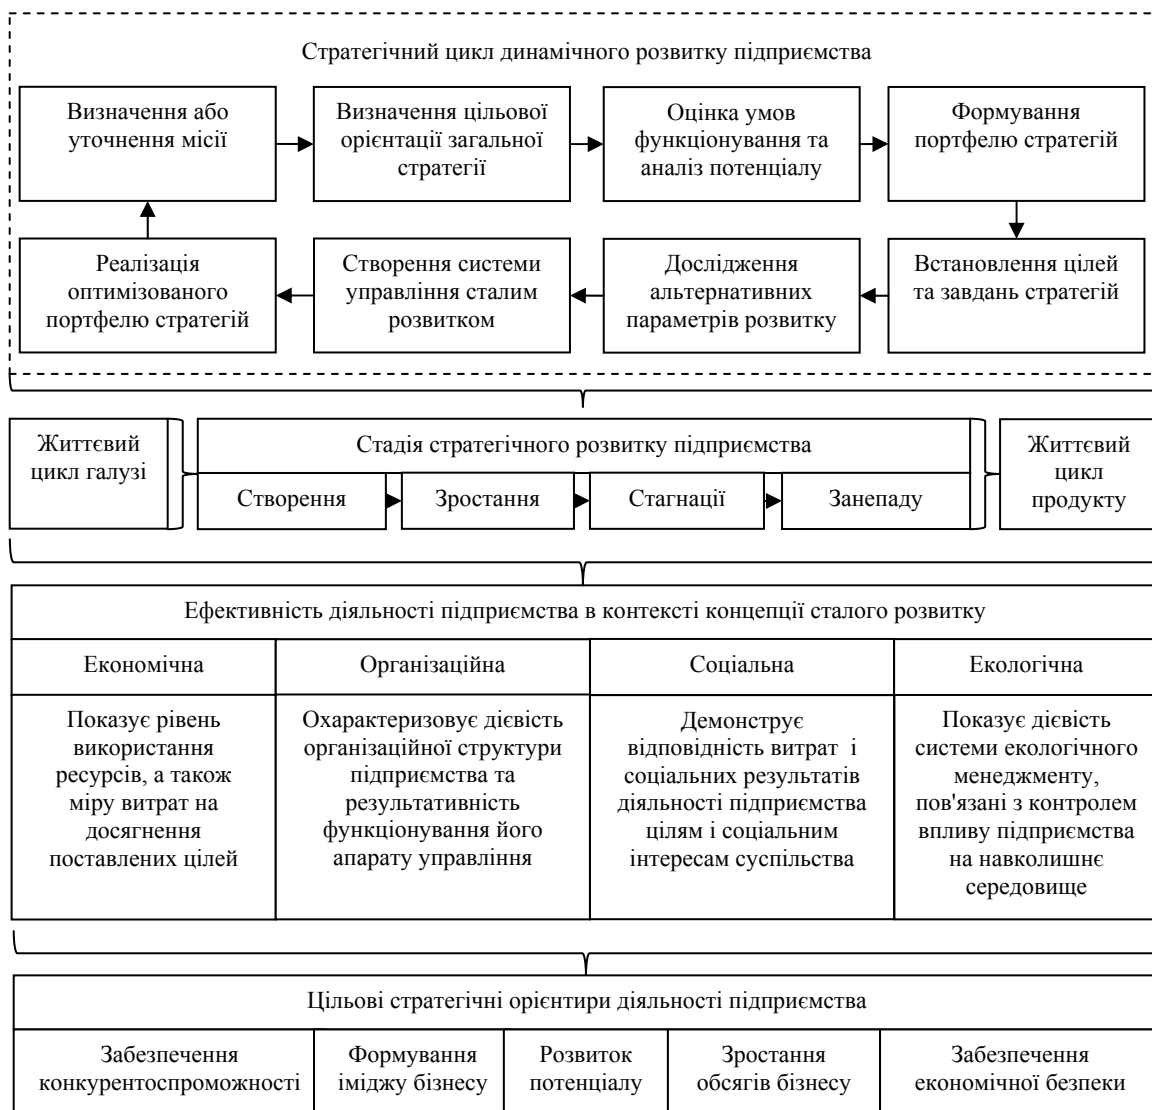 Стратегічний цикл динамічного розвитку підприємства
Визначення або
уточнення місії
Визначення цільової
орієнтації загальної
стратегії
Оцінка умов
функціонування та
аналіз потенціалу
Формування
портфелю стратегій
Реалізація
оптимізованого
портфелю стратегій
Створення системи
управління сталим
розвитком
Дослідження
альтернативних
параметрів розвитку
Встановлення цілей
та завдань стратегій
Життєвий
цикл галузі
Стадія стратегічного розвитку підприємства
Створення
Зростання
Стагнації
Занепаду
Життєвий
цикл
продукту
Ефективність діяльності підприємства в контексті концепції сталого розвитку
Економічна
Організаційна
Соціальна
Екологічна
Показує рівень
використання
ресурсів, а також
міру витрат на
досягнення
поставлених цілей
Охарактеризовує дієвість
організаційної структури
підприємства та
результативність
функціонування його
апарату управління
Демонструє
відповідність витрат і
соціальних результатів
діяльності підприємства
цілям і соціальним
інтересам суспільства
Показує дієвість
системи екологічного
менеджменту,
пов'язані з контролем
впливу підприємства
на навколишнє
середовище
Цільові стратегічні орієнтири діяльності підприємства
Забезпечення
конкурентоспроможності
Формування
іміджу бізнесу
Розвиток
потенціалу
Зростання
обсягів бізнесу
Забезпечення
економічної безпеки